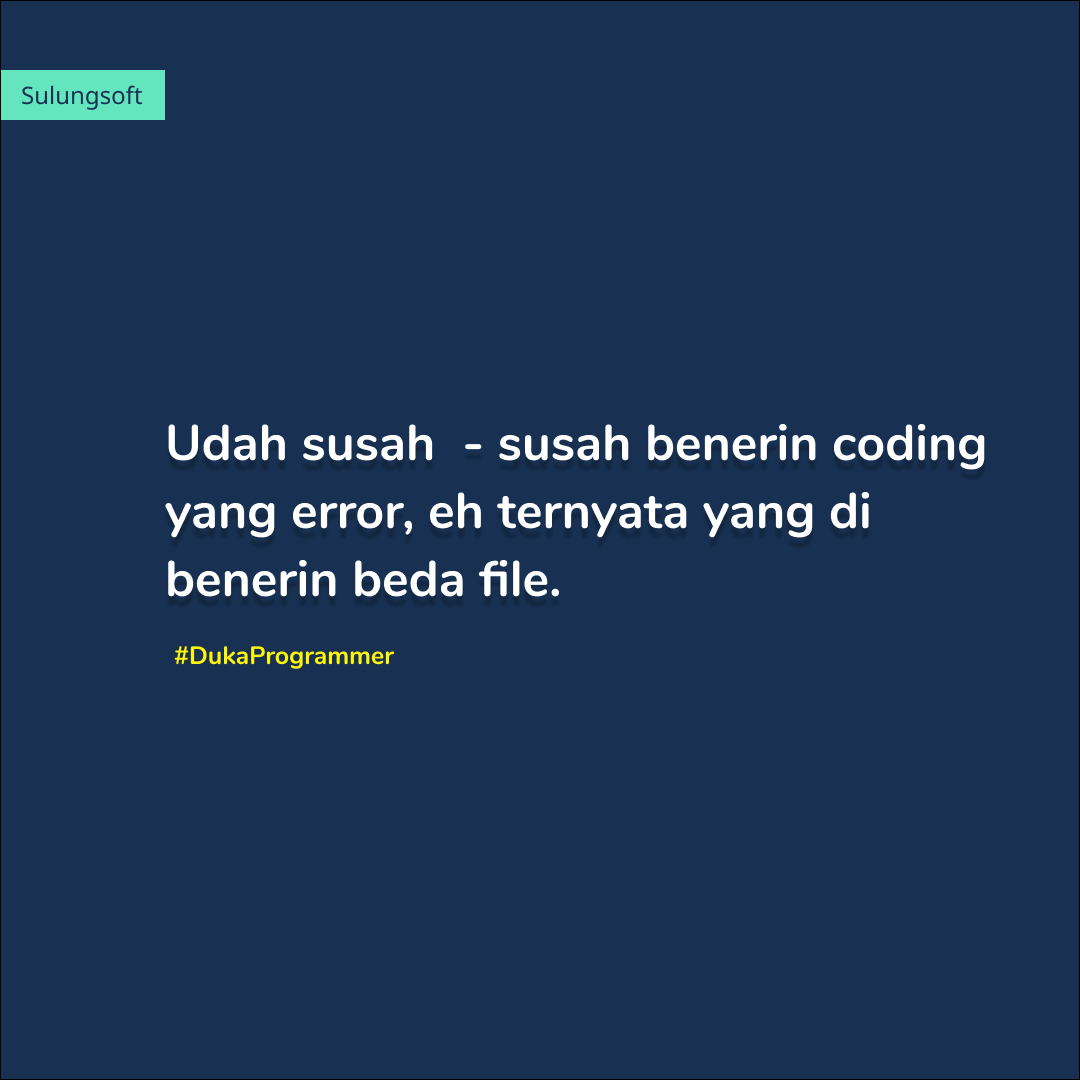 Sulungsoft
Udah susah  - susah benerin coding
yang error, eh ternyata yang di
benerin beda file.
#DukaProgrammer